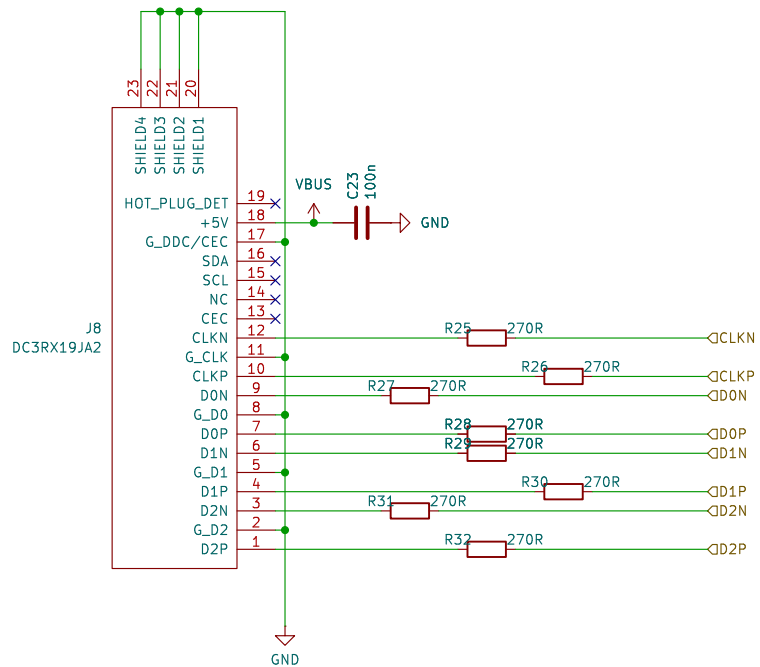 23
22
21
20
SHIELD4
SHIELD3
SHIELD2
SHIELD1
VBUS
C23
100n
GND
HOT_PLUG_DET 19
+5V 18
G_DDC/CEC 17
SDA 16
SCL 15
NC 14
CEC 13
J8
DC3RX19JA2
CLKN 12 R25 270R CLKN
G_CLK 11
CLKP 10 R26 270R CLKP
D0N 9 R27 270R D0N
G_D0 8
D0P 7 R28 270R D0P
D1N 6 R29 270R D1N
G_D1 5
D1P 4 R30 270R D1P
D2N 3 R31 270R D2N
G_D2 2
D2P 1 R32 270R D2P
GND